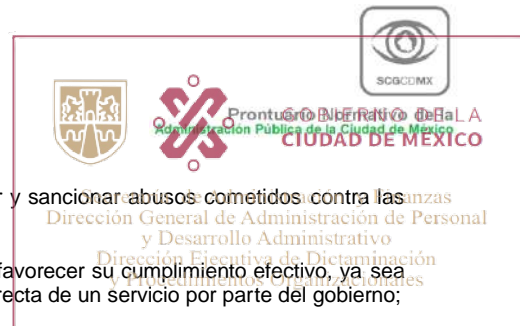 SCGCDMX
Prontuario Normativo de la
Administración Pública de la Ciudad de México
GOBIERNO DE LA
CIUDAD DE MÉXICO
r y sancionar abusos cometidos contra las
Secretaría de Administración y Finanzas
Dirección General de Administración de Personal
y Desarrollo Administrativo
favorecer su cumplimiento efectivo, ya sea
Dirección Ejecutiva de Dictaminación
y Procedimientos Organizacionales
recta de un servicio por parte del gobierno;